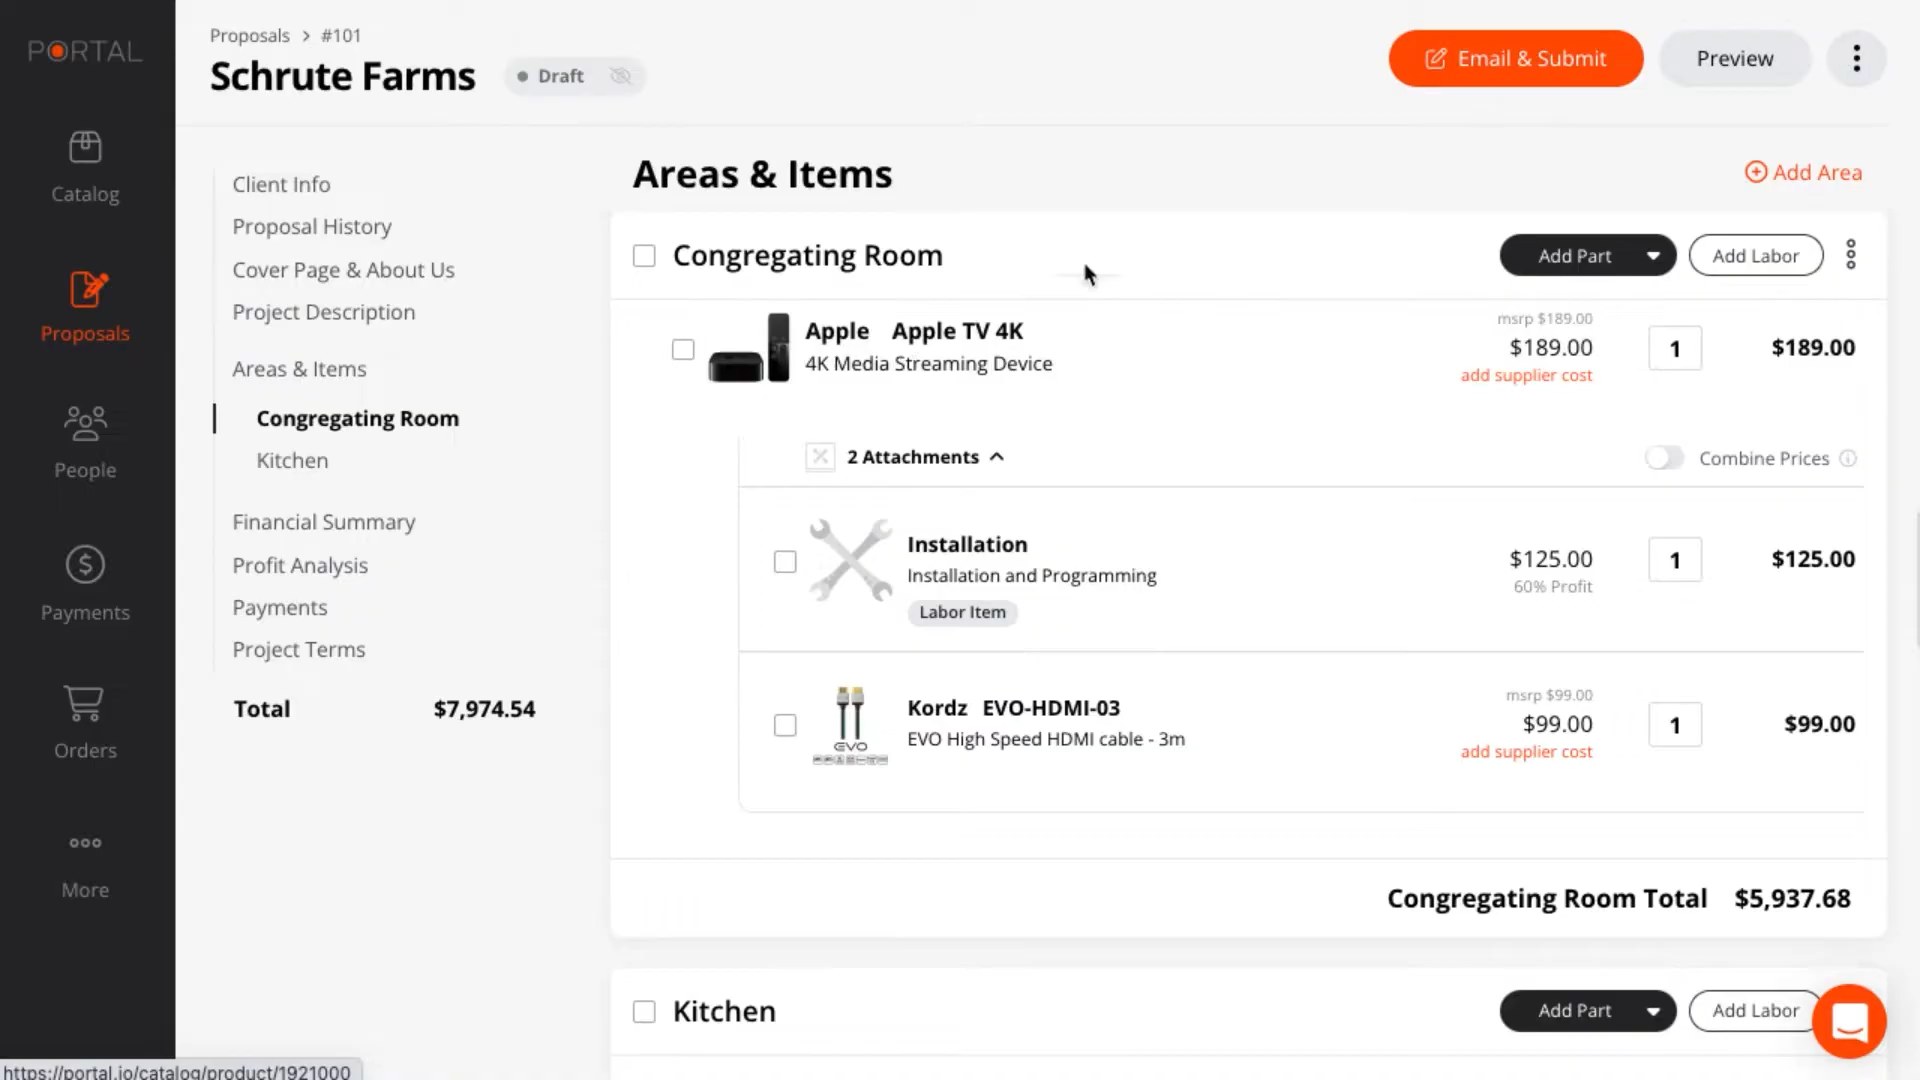 PORTAL
Catalog
Proposals
People
Payments
Orders
More
Proposals > #101
Schrute Farms
Draft
Email & Submit
Preview
Client Info
Proposal History
Cover Page & About Us
Project Description
Areas & Items
Congregating Room
Kitchen
Financial Summary
Profit Analysis
Payments
Project Terms
Total $7,974.54
Areas & Items
Add Area
Congregating Room
Add Part
Add Labor
Apple Apple TV 4K
4K Media Streaming Device
msrp $189.00
$189.00
add supplier cost
1
$189.00
2 Attachments
Combine Prices
Installation
Installation and Programming
Labor Item
$125.00
60% Profit
1
$125.00
EVO
Kordz EVO-HDMI-03
EVO High Speed HDMI cable - 3m
msrp $99.00
$99.00
add supplier cost
1
$99.00
Congregating Room Total $5,937.68
Kitchen
Add Part
Add Labor
https://portal.io/catalog/product/1921000